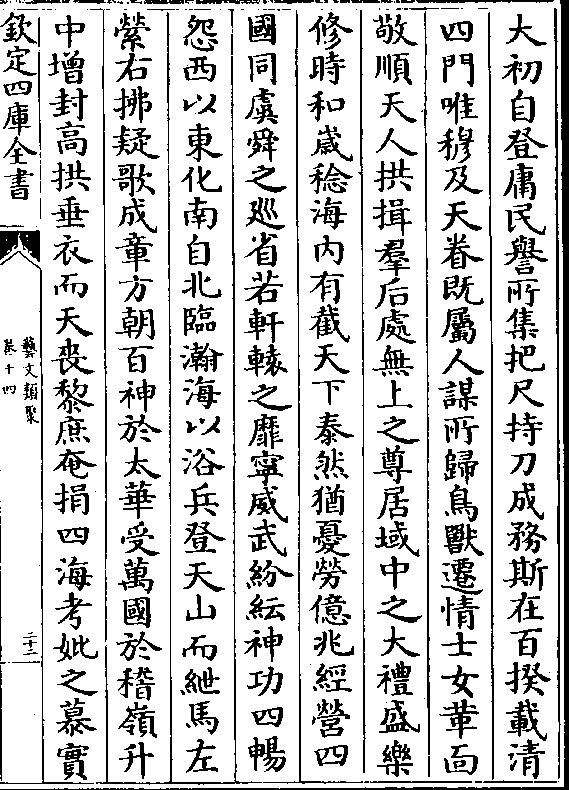 大初自登庸民譽所集把尺持刀成務斯在百揆載清
四門唯穆及天眷既屬人謀所歸鳥獸遷情士女革面
敬順天人拱揖羣后處無上之尊居域中之大禮盛樂
修時和嵗稔海内有截天下泰然猶憂勞億兆經營四
國同虞舜之廵省若軒轅之靡寧威武紛紜神功四暢
怨西以東化南自北臨瀚海以浴兵登天山而紲馬左
縈右拂疑歌成章方朝百神於太華受萬國於稽嶺升
中增封高拱垂衣而天丧黎庶奄捐四海考妣之慕實
欽定四庫全書
藝文類聚
卷十四
二十三